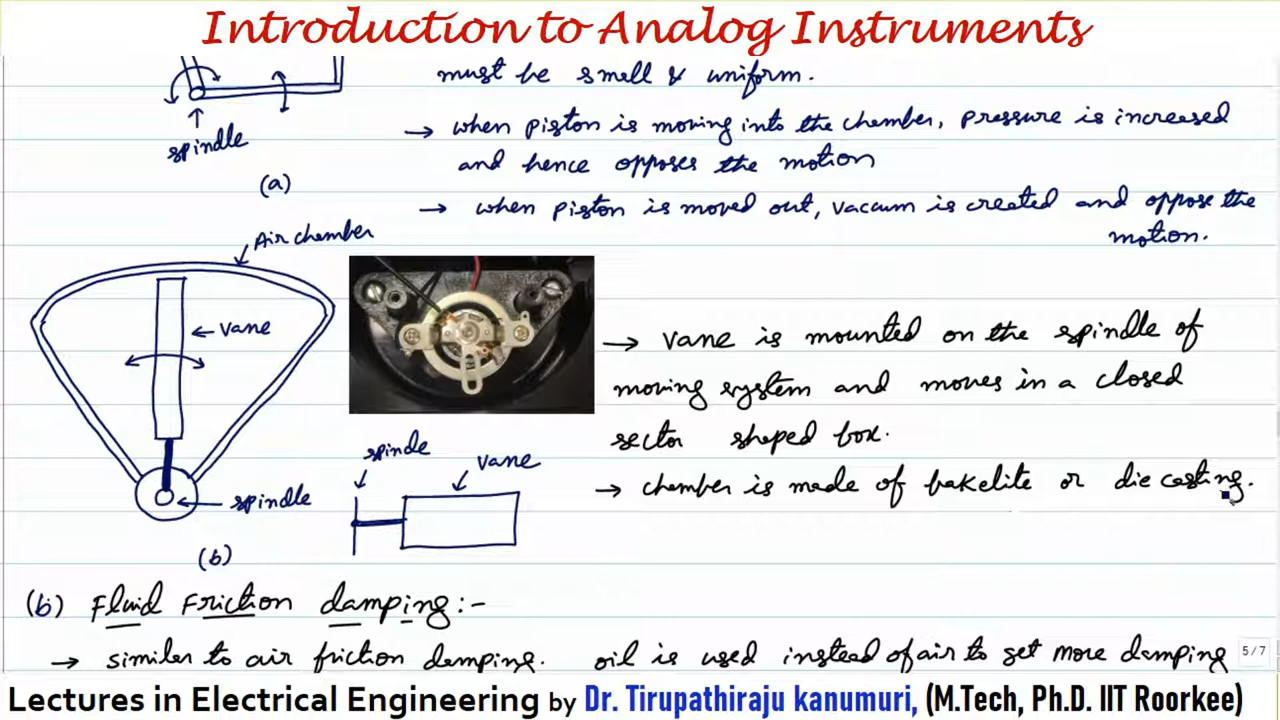 Introduction to Analog Instruments
must be small & uniform.
spindle
→ when piston is moving into the chamber, pressure is increased
and hence opposes the motion
(a)
→ when piston is moved out, vaccum is created and oppose the
motion.
Air chamber
vane
→ vane is mounted on the spindle of
moving system and moves in a closed
sector shaped box.
spinde
vane
→ chamber is made of bakelite or die casting.
spindle
(b)
(b) Fluid Friction damping:-
→ similar to air friction damping. oil is used instead of air to get more damping
5/7
Lectures in Electrical Engineering by Dr. Tirupathiraju kanumuri, (M.Tech, Ph.D. IIT Roorkee)